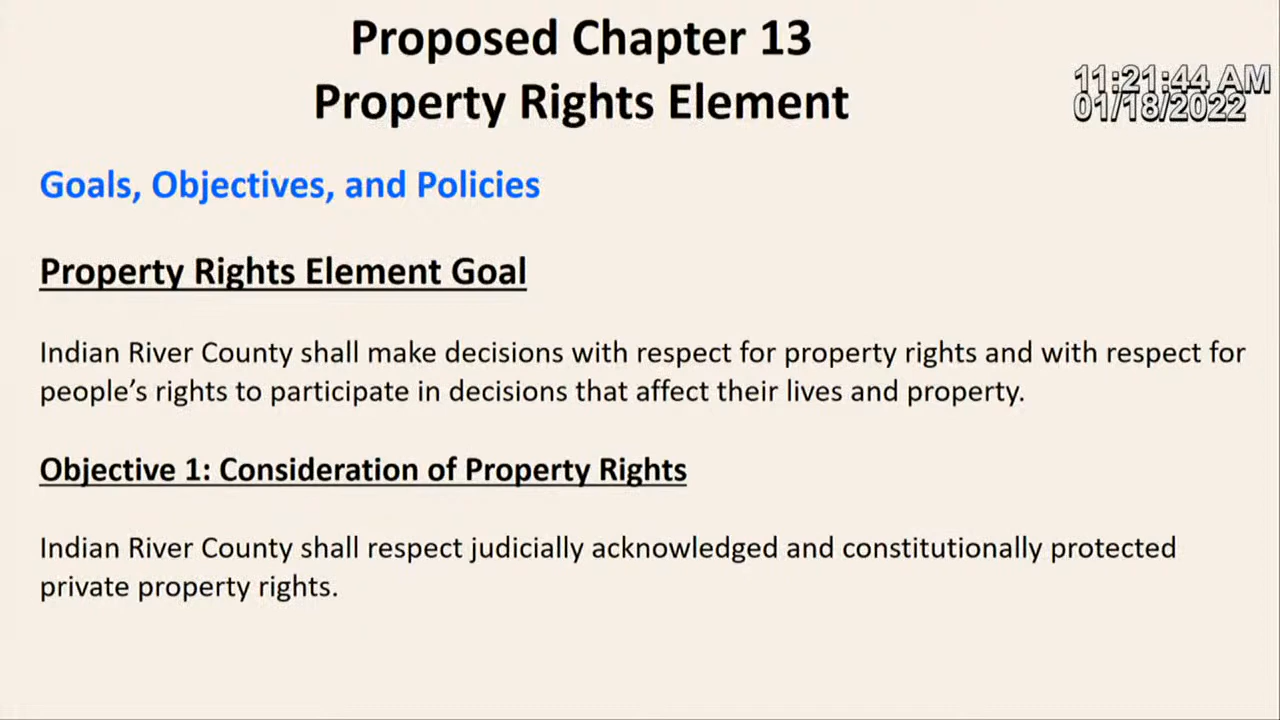 Proposed Chapter 13
Property Rights Element
11:21:44 AM
01/18/2022
Goals, Objectives, and Policies
Property Rights Element Goal
Indian River County shall make decisions with respect for property rights and with respect for
people’s rights to participate in decisions that affect their lives and property.
Objective 1: Consideration of Property Rights
Indian River County shall respect judicially acknowledged and constitutionally protected
private property rights.